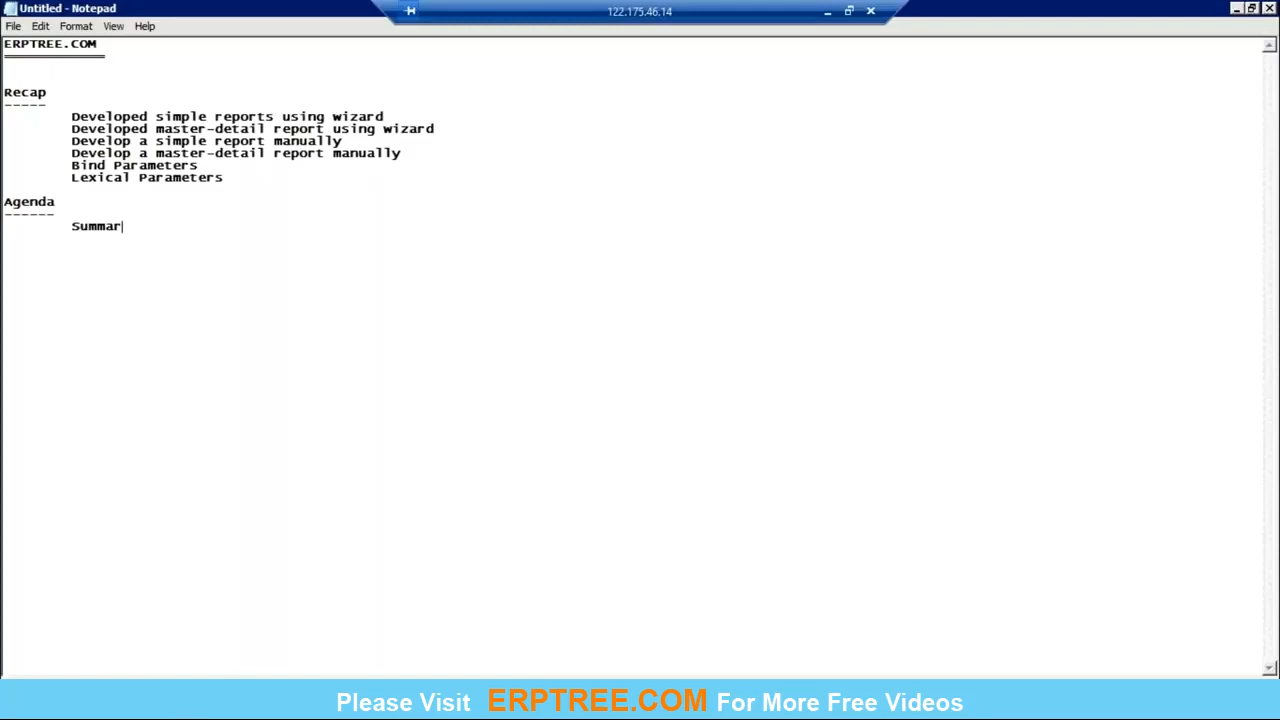 Untitled - Notepad
122.175.46.14
File Edit Format View Help
ERPTREE.COM
============
Recap
-----
Developed simple reports using wizard
Developed master-detail report using wizard
Develop a simple report manually
Develop a master-detail report manually
Bind Parameters
Lexical Parameters
Agenda
------
Summar
Please Visit ERPTREE.COM For More Free Videos